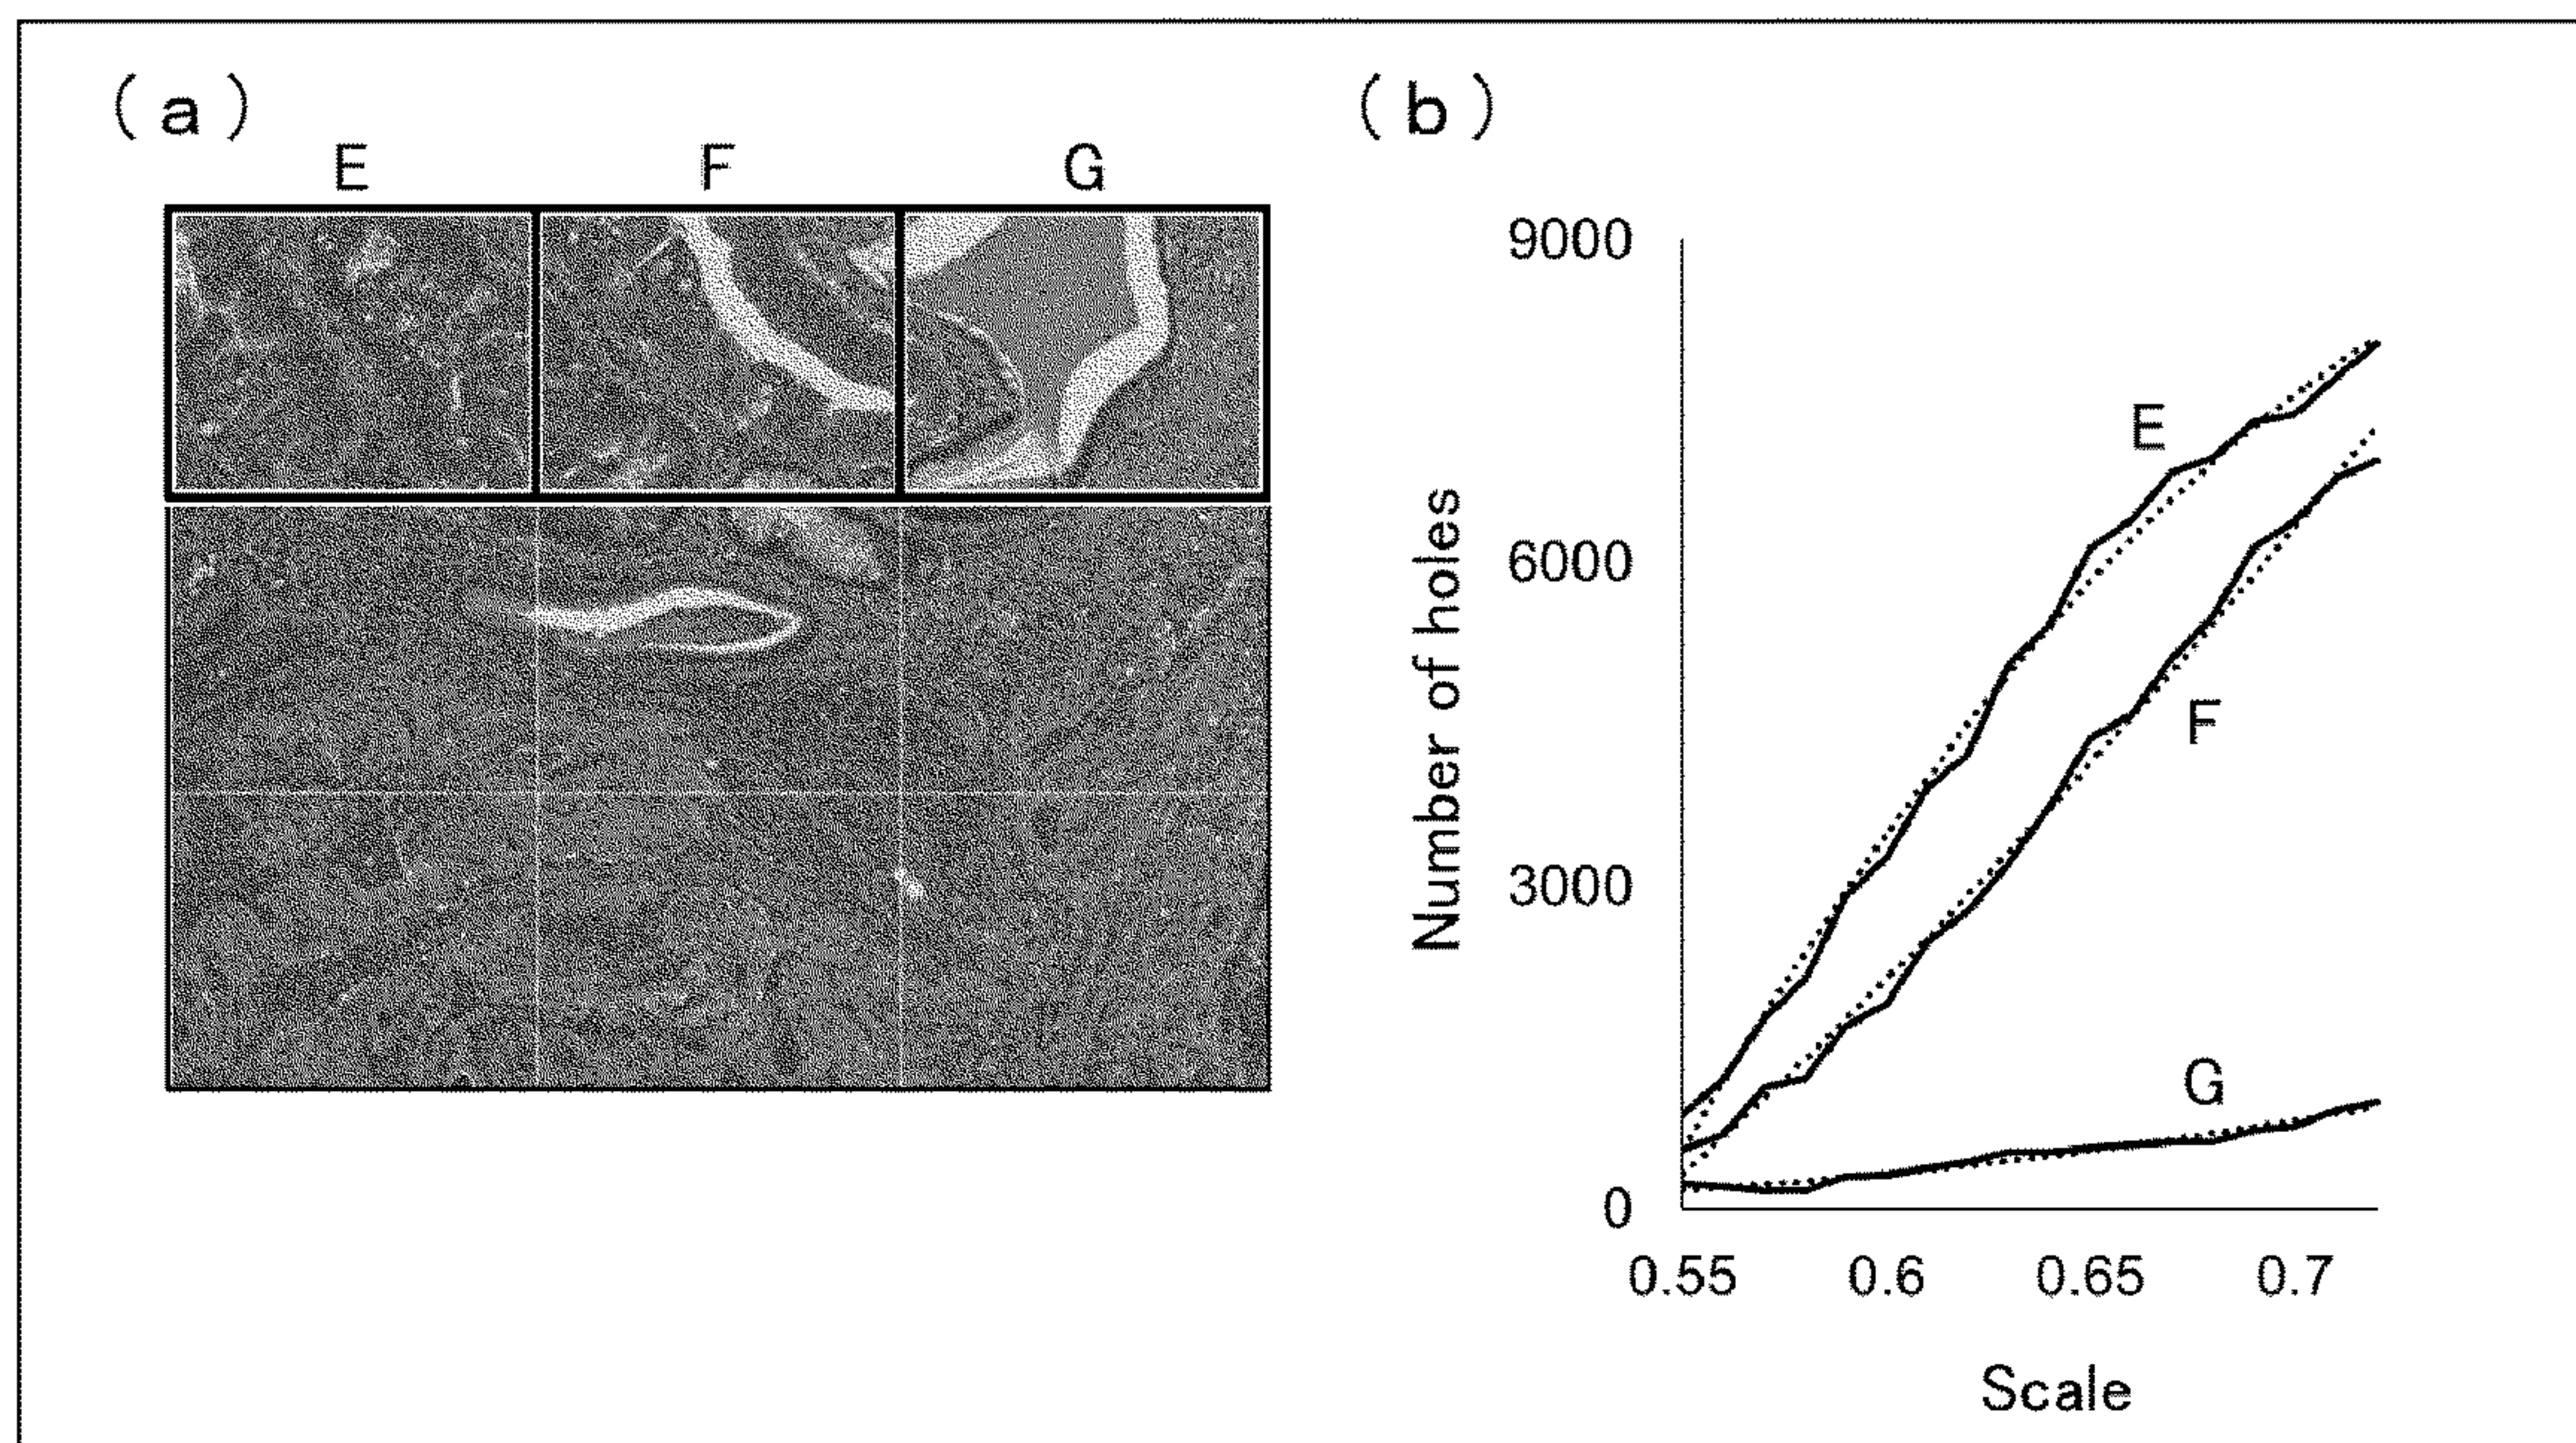 (a)
E F G
(b)
9000
6000
3000
0
Number of holes
E
F
G
0.55 0.6 0.65 0.7
Scale